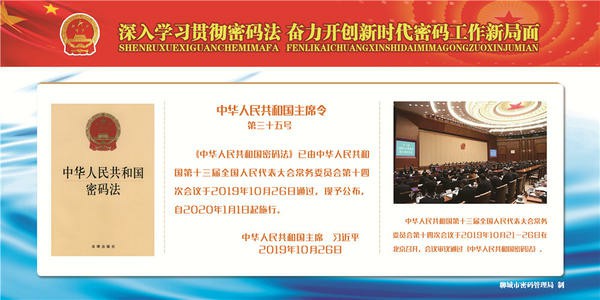 深入学习贯彻密码法 奋力开创新时代密码工作新局面
SHENRUXUEXIGUANCHEMIMAFA FENLIKAICHUANGXINSHIDAIMIMAGONGZUOXINJUMIAN
中华人民共和国
密码法
法律出版社
中华人民共和国主席令
第三十五号
《中华人民共和国密码法》已由中华人民共和
国第十三届全国人民代表大会常务委员会第十四
次会议于2019年10月26日通过，现予公布，
自2020年1月1日起施行。
中华人民共和国主席 习近平
2019年10月26日
中华人民共和国第十三届全国人民代表大会常务
委员会第十四次会议于2019年10月21-26日在
北京召开，会议审议通过《中华人民共和国密码法》。
聊城市密码管理局 制